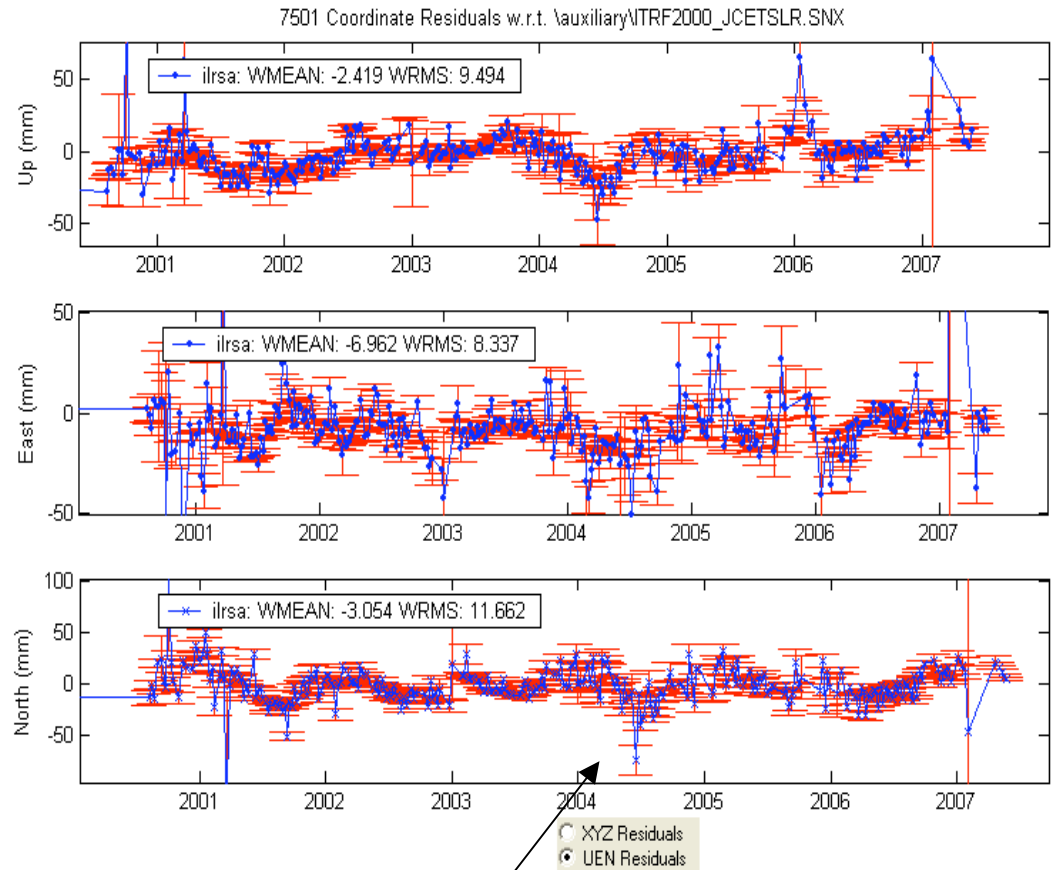 7501 Coordinate Residuals w.r.t. \auxiliary\ITRF2000_JCETSLR.SNX
Up (mm)
50
0
-50
ilrsa: WMEAN: -2.419 WRMS: 9.494
2001 2002 2003 2004 2005 2006 2007
East (mm)
50
0
-50
ilrsa: WMEAN: -6.962 WRMS: 8.337
2001 2002 2003 2004 2005 2006 2007
North (mm)
100
50
0
-50
ilrsa: WMEAN: -3.054 WRMS: 11.662
2001 2002 2003 2004 2005 2006 2007
XYZ Residuals
UEN Residuals